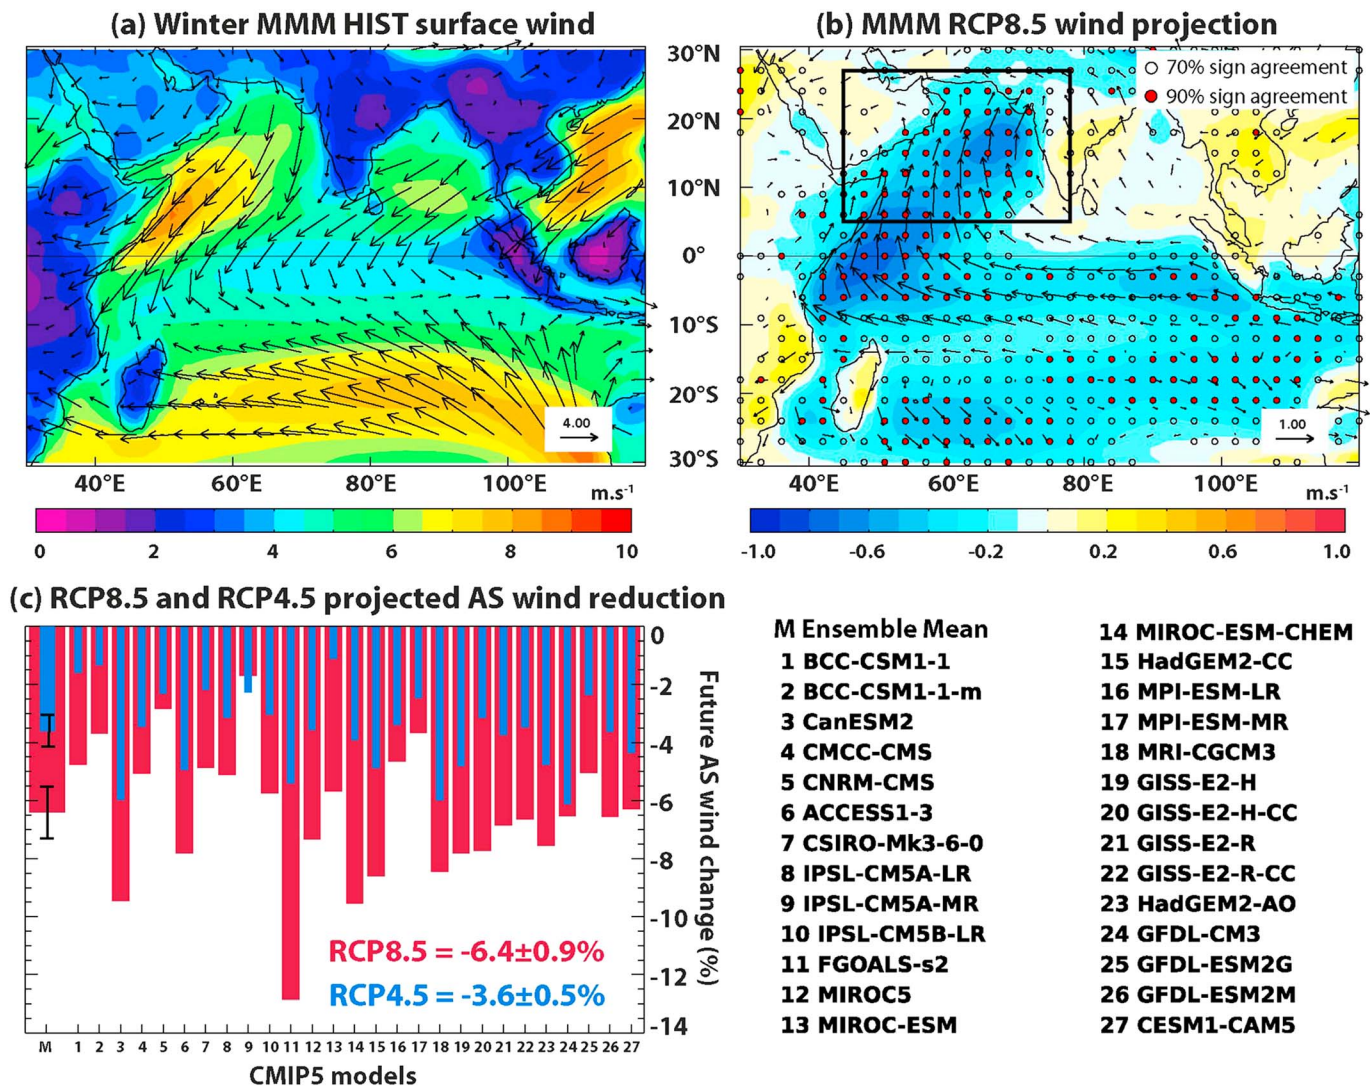 (a) Winter MMM HIST surface wind
(b) MMM RCP8.5 wind projection
30°N
20°N
10°N
0°
10°S
20°S
30°S
70% sign agreement
90% sign agreement
4.00
1.00
40°E 60°E 80°E 100°E m.s⁻¹
40°E 60°E 80°E 100°E m.s⁻¹
0 2 4 6 8 10
-1.0 -0.6 -0.2 0.2 0.6 1.0
(c) RCP8.5 and RCP4.5 projected AS wind reduction
0
-2
-4
-6
-8
-10
-12
-14
Future AS wind change (%)
RCP8.5 = -6.4±0.9%
RCP4.5 = -3.6±0.5%
M 1 2 3 4 5 6 7 8 9 10 11 12 13 14 15 16 17 18 19 20 21 22 23 24 25 26 27
CMIP5 models
M Ensemble Mean
1 BCC-CSM1-1
2 BCC-CSM1-1-m
3 CanESM2
4 CMCC-CMS
5 CNRM-CMS
6 ACCESS1-3
7 CSIRO-Mk3-6-0
8 IPSL-CM5A-LR
9 IPSL-CM5A-MR
10 IPSL-CM5B-LR
11 FGOALS-s2
12 MIROC5
13 MIROC-ESM
14 MIROC-ESM-CHEM
15 HadGEM2-CC
16 MPI-ESM-LR
17 MPI-ESM-MR
18 MRI-CGCM3
19 GISS-E2-H
20 GISS-E2-H-CC
21 GISS-E2-R
22 GISS-E2-R-CC
23 HadGEM2-AO
24 GFDL-CM3
25 GFDL-ESM2G
26 GFDL-ESM2M
27 CESM1-CAM5